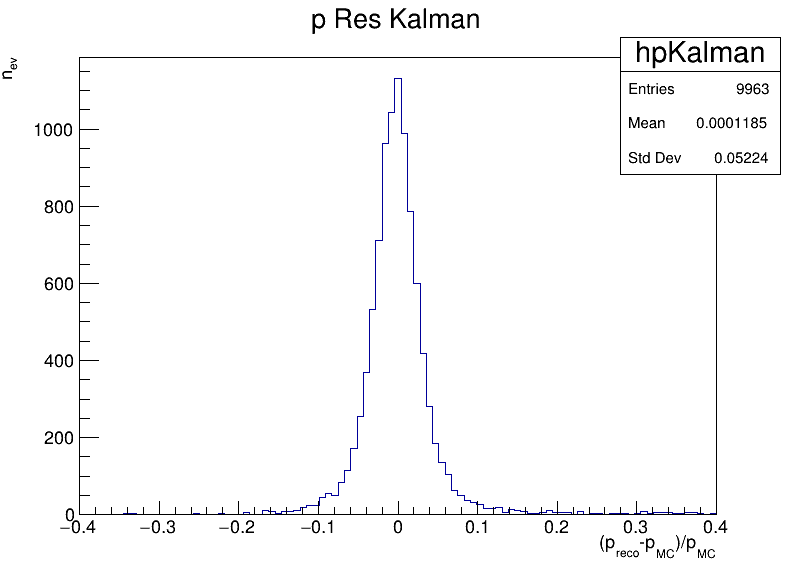 p Res Kalman
n_ev
hpKalman
Entries 9963
Mean 0.0001185
Std Dev 0.05224
1000
800
600
400
200
0
−0.4 −0.3 −0.2 −0.1 0 0.1 0.2 0.3 0.4
(p_reco-p_MC)/p_MC